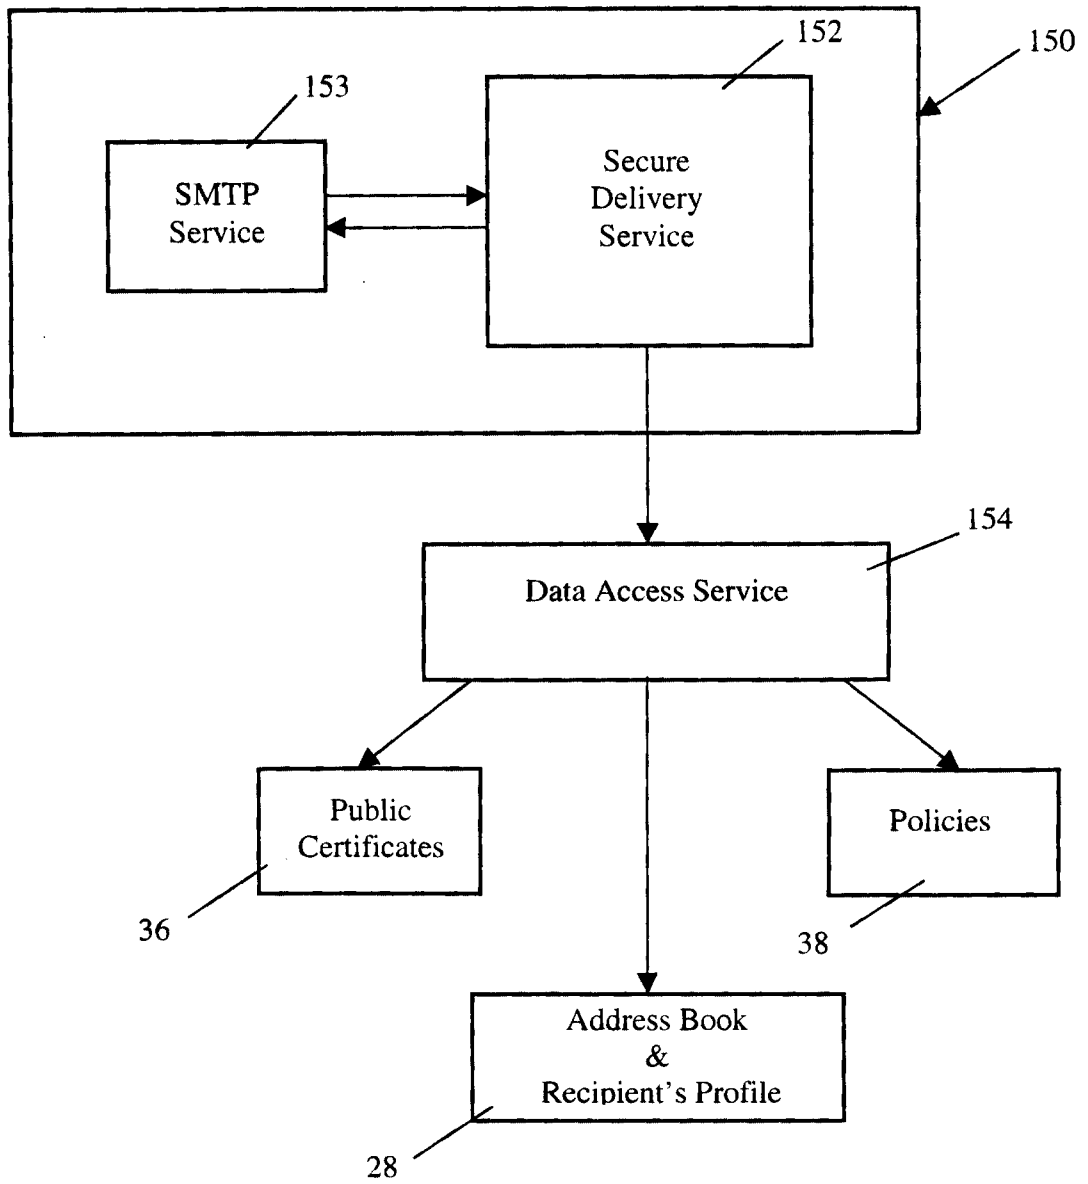 152
150
153
SMTP
Service
Secure
Delivery
Service
154
Data Access Service
Public
Certificates
Policies
36
38
Address Book
&
Recipient's Profile
28